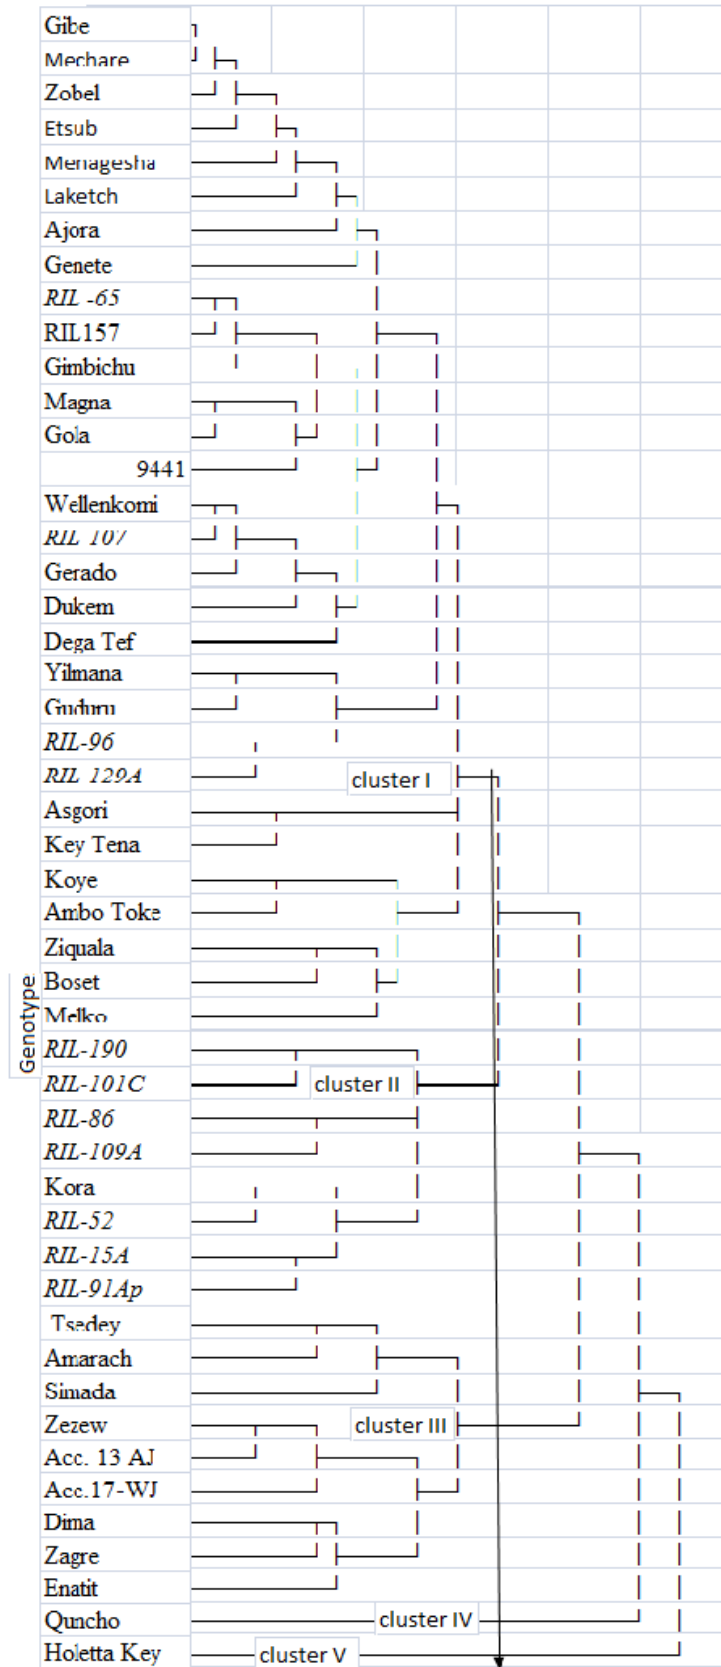 Gibe
Mechare
Zobel
Etsub
Menagesha
Laketch
Ajora
Genete
RIL -65
RIL157
Gimbichu
Magna
Gola
9441
Wellenkomi
RIL 107
Gerado
Dukem
Dega Tef
Yilmana
Guduru
RIL-96
RIL 129A
cluster I
Asgori
Key Tena
Koye
Ambo Toke
Ziquala
Boset
Melko
Genotype
RIL-190
RIL-101C
cluster II
RIL-86
RIL-109A
Kora
RIL-52
RIL-15A
RIL-91Ap
Tsedey
Amarach
Simada
Zezew
cluster III
Acc. 13 AJ
Acc.17-WJ
Dima
Zagre
Enatit
Quncho
cluster IV
Holetta Key
cluster V